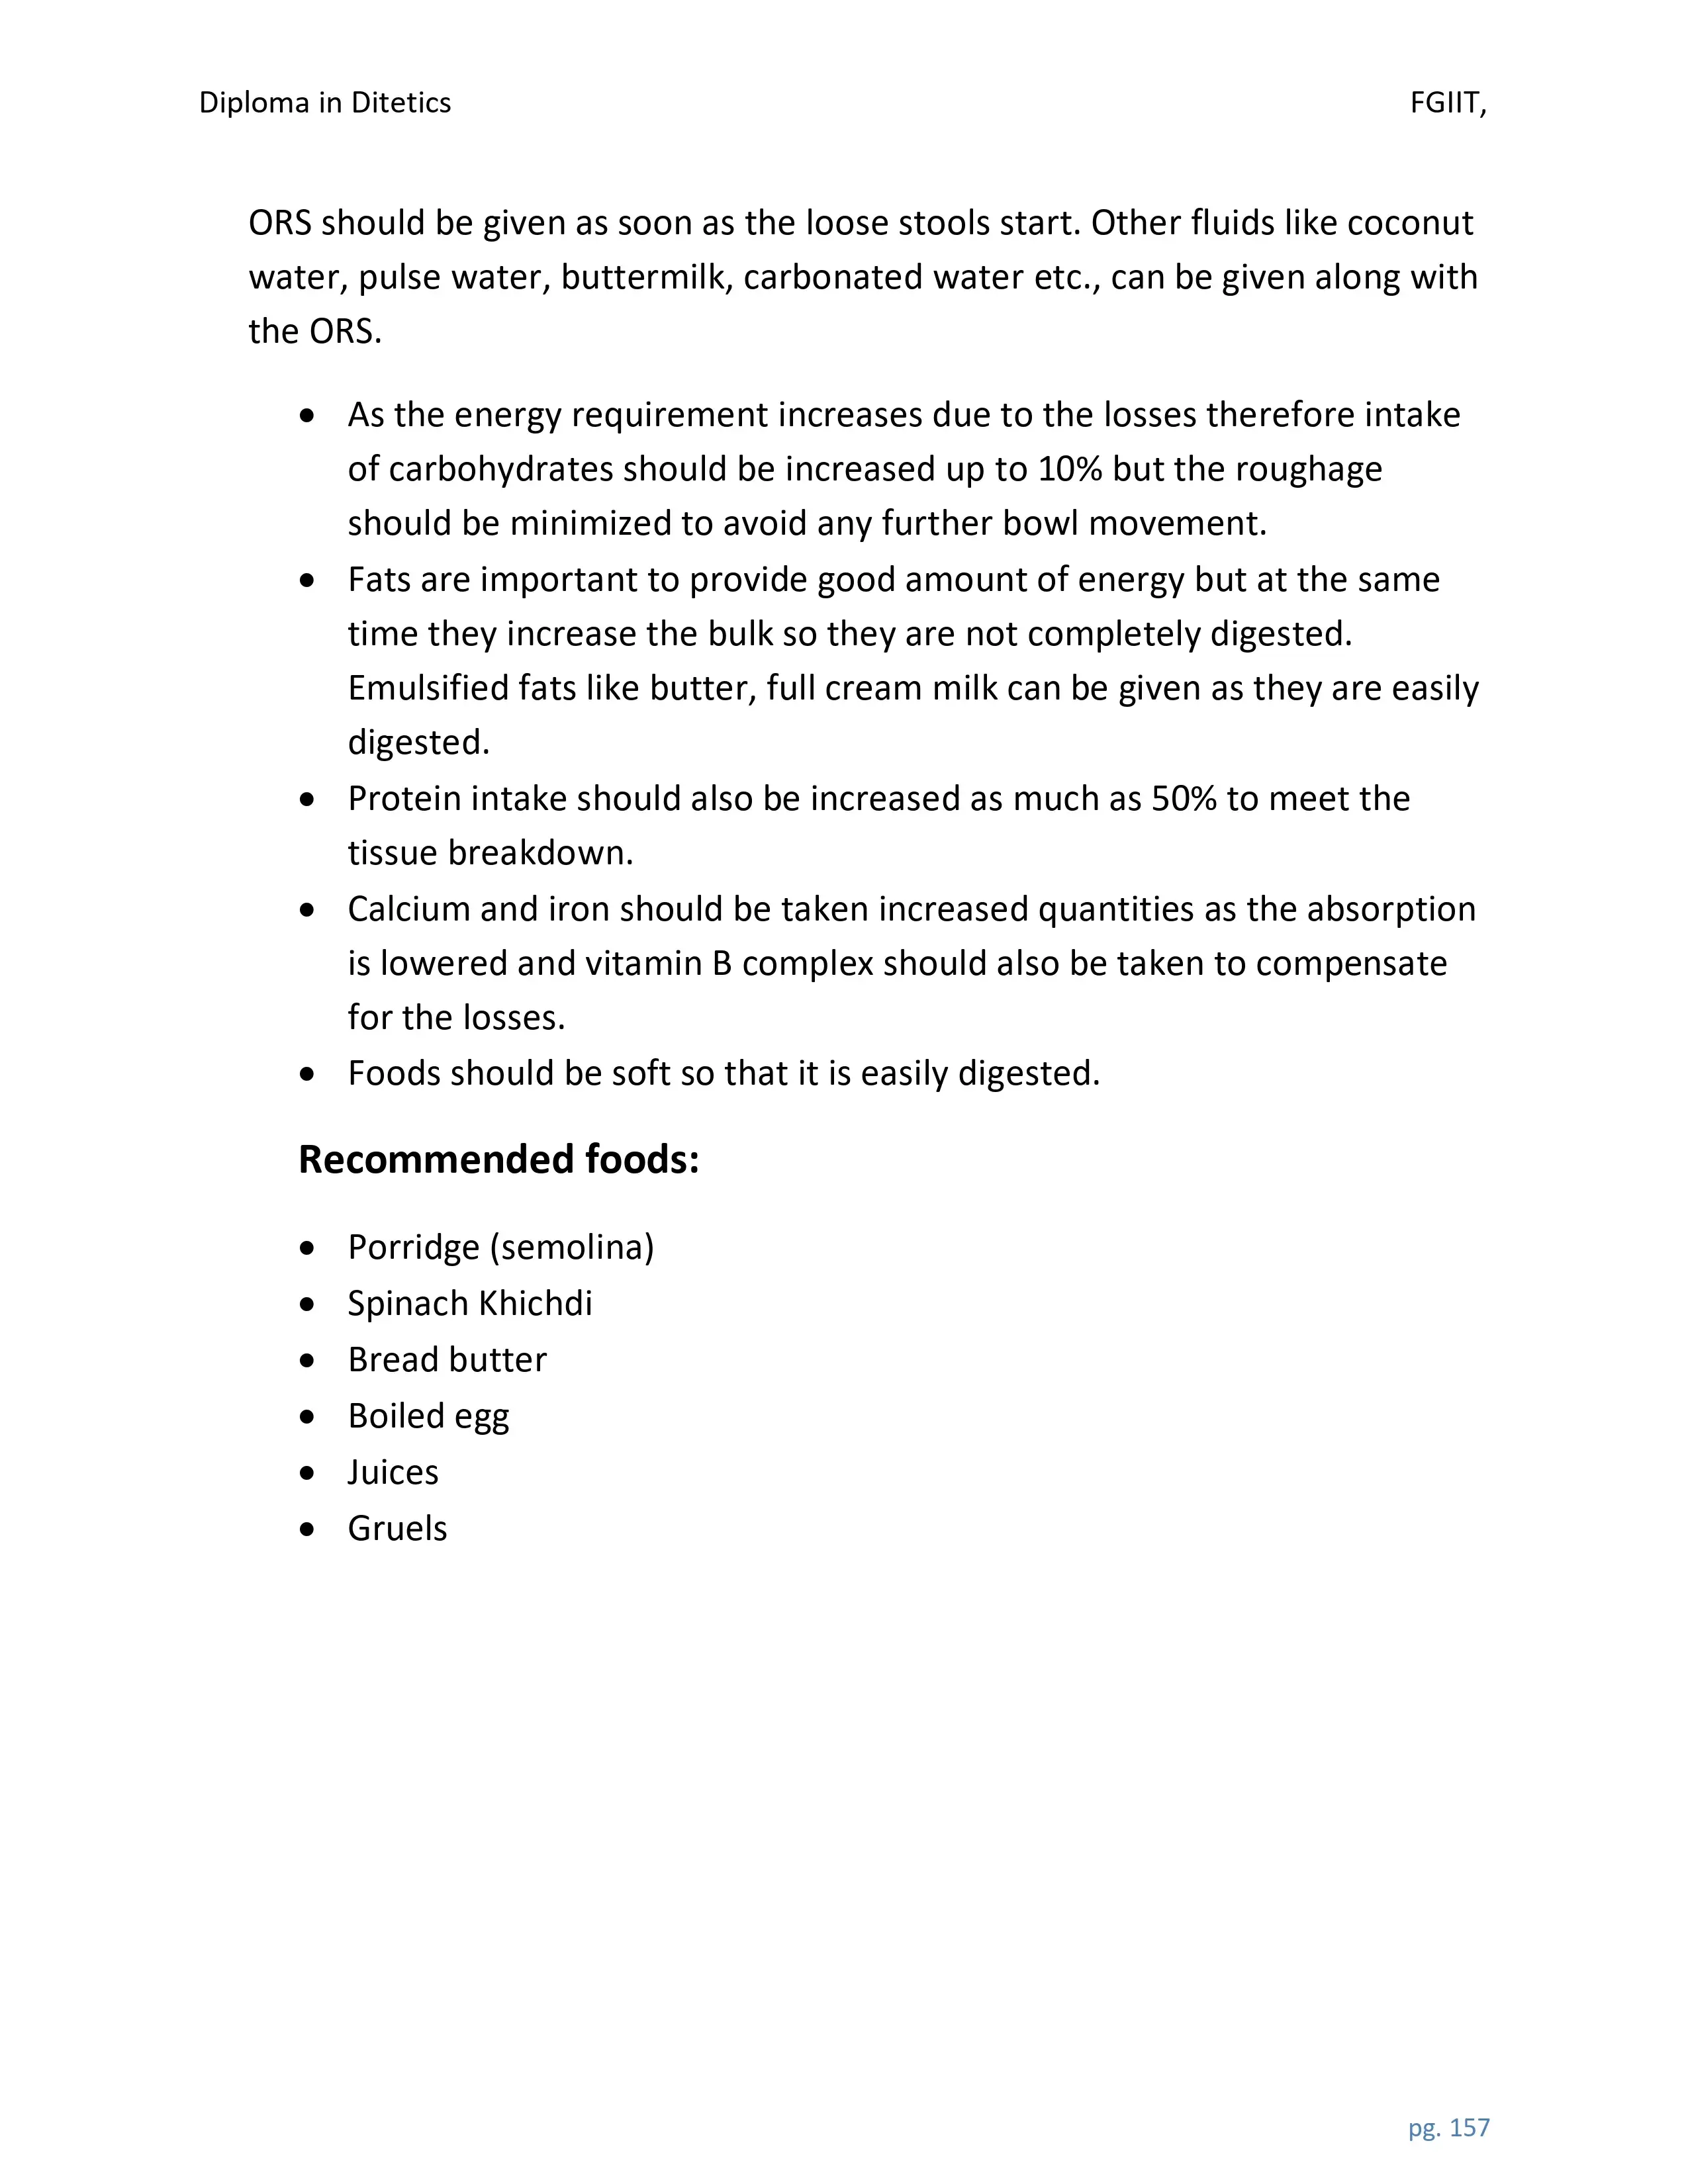 Diploma in Ditetics FGIIT,
ORS should be given as soon as the loose stools start. Other fluids like coconut
water, pulse water, buttermilk, carbonated water etc., can be given along with
the ORS.
• As the energy requirement increases due to the losses therefore intake
of carbohydrates should be increased up to 10% but the roughage
should be minimized to avoid any further bowl movement.
• Fats are important to provide good amount of energy but at the same
time they increase the bulk so they are not completely digested.
Emulsified fats like butter, full cream milk can be given as they are easily
digested.
• Protein intake should also be increased as much as 50% to meet the
tissue breakdown.
• Calcium and iron should be taken increased quantities as the absorption
is lowered and vitamin B complex should also be taken to compensate
for the losses.
• Foods should be soft so that it is easily digested.
Recommended foods:
• Porridge (semolina)
• Spinach Khichdi
• Bread butter
• Boiled egg
• Juices
• Gruels
pg. 157